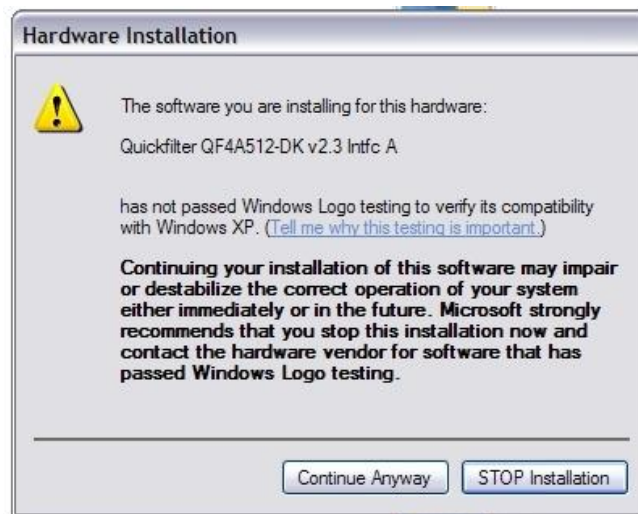 Hardware Installation
The software you are installing for this hardware:
Quickfilter QF4A512-DK v2.3 Intfc A
has not passed Windows Logo testing to verify its compatibility
with Windows XP. (Tell me why this testing is important.)
Continuing your installation of this software may impair
or destabilize the correct operation of your system
either immediately or in the future. Microsoft strongly
recommends that you stop this installation now and
contact the hardware vendor for software that has
passed Windows Logo testing.
Continue Anyway
STOP Installation